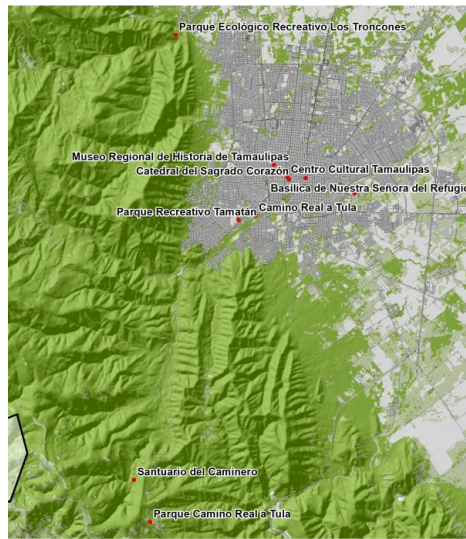 Parque Ecológico Recreativo Los Troncones
Museo Regional de Historia de Tamaulipas
Catedral del Sagrado Corazón
Centro Cultural Tamaulipas
Basílica de Nuestra Señora del Refugio
Parque Recreativo Tamatán
Camino Real a Tula
Santuario del Caminero
Parque Camino Real a Tula